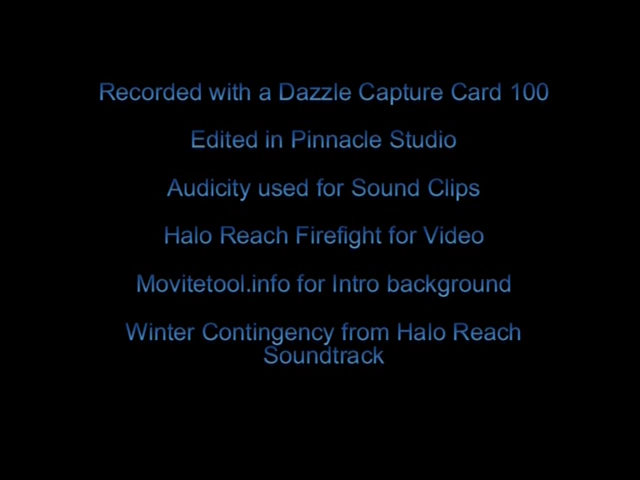 Recorded with a Dazzle Capture Card 100
Edited in Pinnacle Studio
Audicity used for Sound Clips
Halo Reach Firefight for Video
Movitetool.info for Intro background
Winter Contingency from Halo Reach
Soundtrack